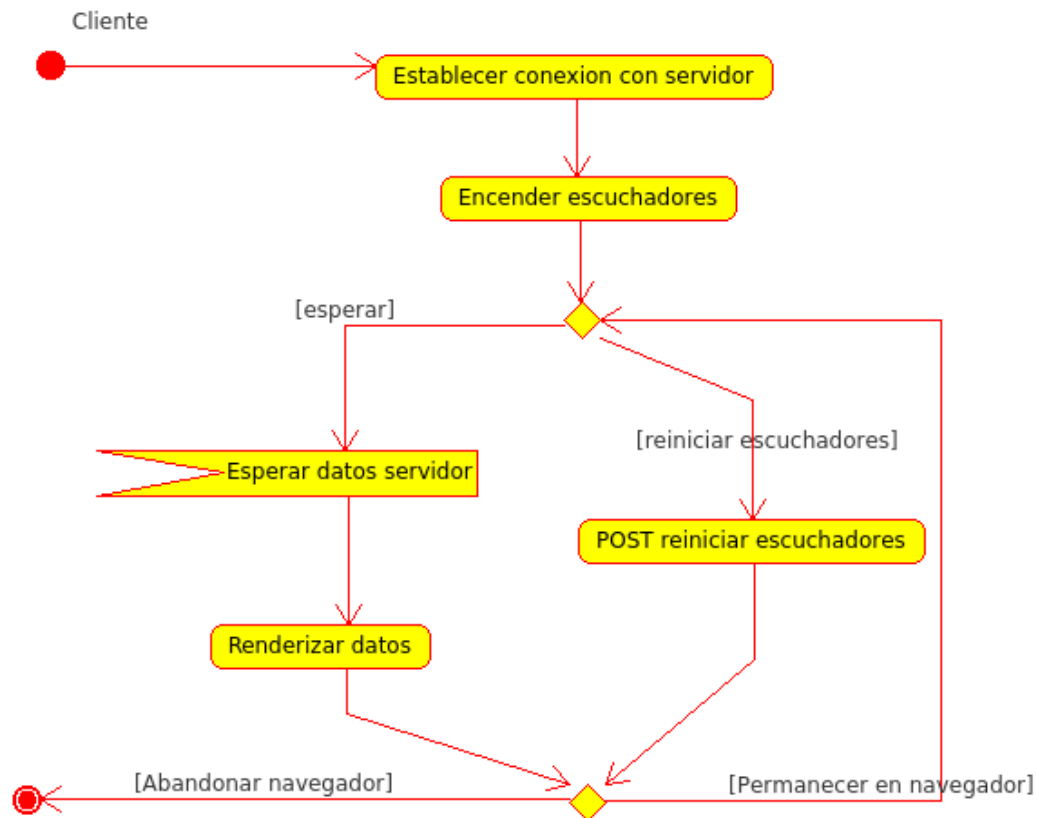 Cliente
Establecer conexion con servidor
Encender escuchadores
[esperar]
[reiniciar escuchadores]
Esperar datos servidor
POST reiniciar escuchadores
Renderizar datos
[Abandonar navegador]
[Permanecer en navegador]